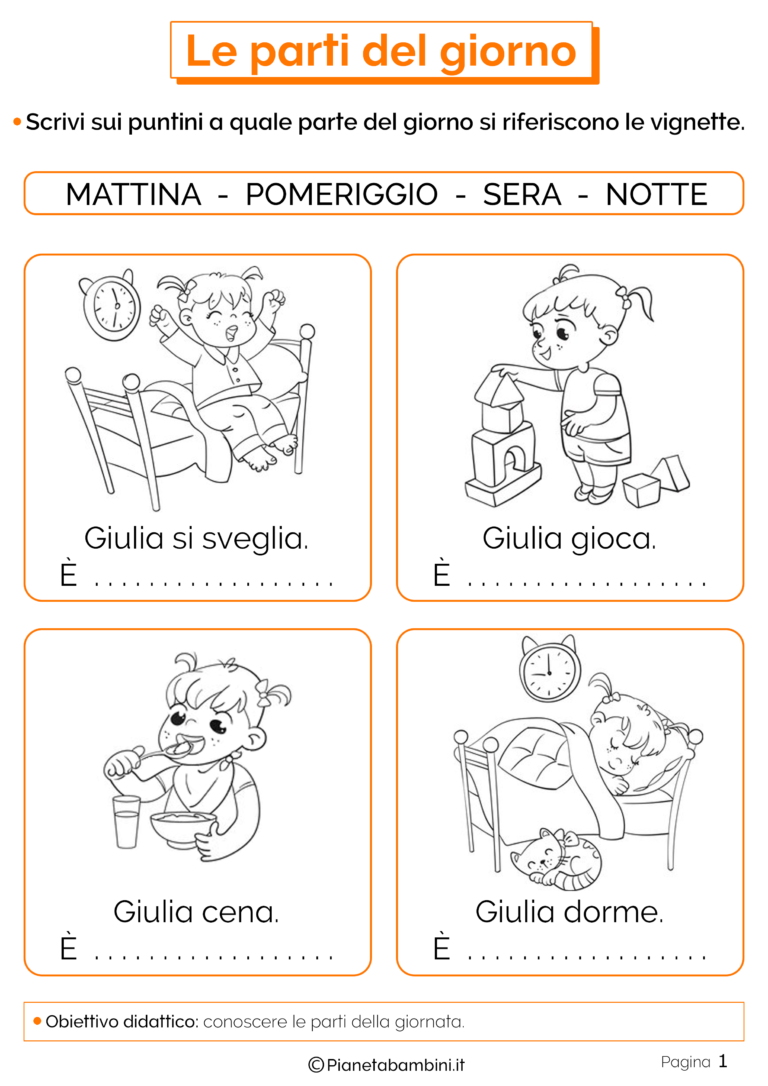 Le parti del giorno
• Scrivi sui puntini a quale parte del giorno si riferiscono le vignette.
MATTINA - POMERIGGIO - SERA - NOTTE
Giulia si sveglia.
È ..................
Giulia gioca.
È ..................
Giulia cena.
È ..................
Giulia dorme.
È ..................
• Obiettivo didattico: conoscere le parti della giornata.
©Pianetabambini.it
Pagina 1